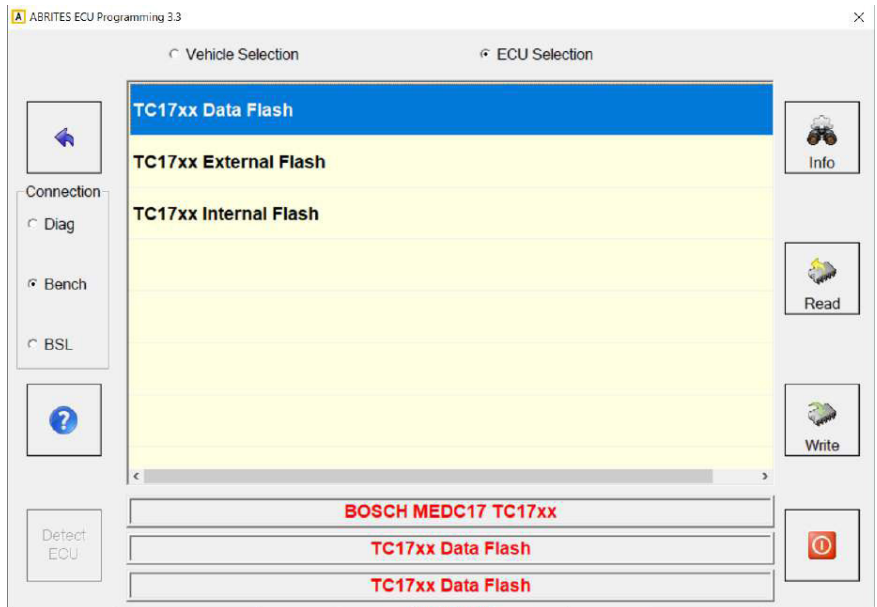 A ABRITES ECU Programming 3.3
Vehicle Selection
ECU Selection
TC17xx Data Flash
TC17xx External Flash
TC17xx Internal Flash
Connection
Diag
Bench
BSL
Info
Read
Write
?
Detect
ECU
BOSCH MEDC17 TC17xx
TC17xx Data Flash
TC17xx Data Flash